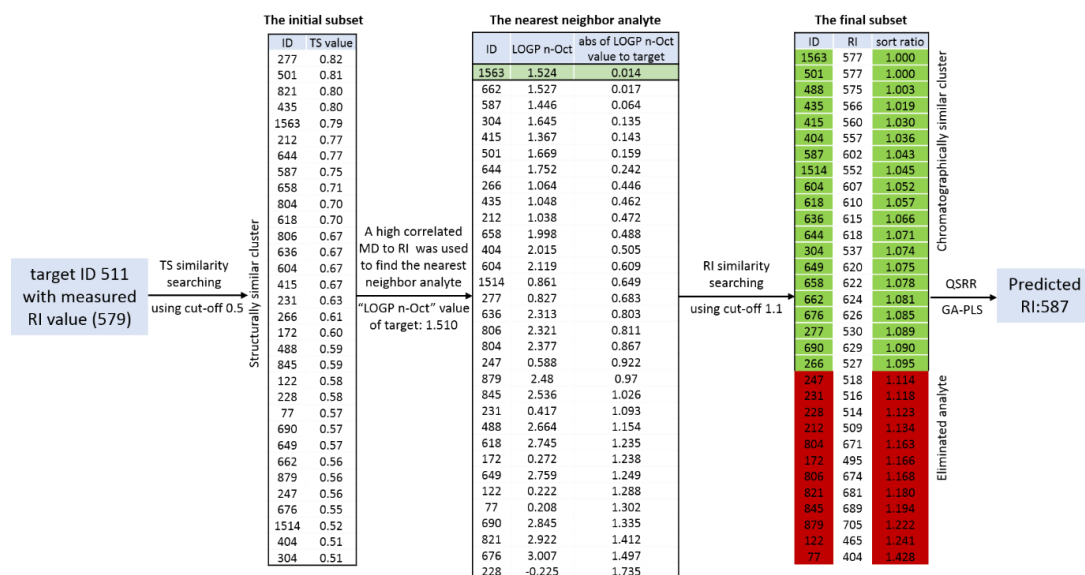 The initial subset
The nearest neighbor analyte
The final subset
target ID 511
with measured
RI value (579)
TS similarity
searching
using cut-off 0.5
Structurally similar cluster
ID TS value
277 0.82
501 0.81
821 0.80
435 0.80
1563 0.79
212 0.77
644 0.77
587 0.75
658 0.71
804 0.70
618 0.70
806 0.67
636 0.67
604 0.67
415 0.67
231 0.63
266 0.61
172 0.60
488 0.59
845 0.59
122 0.58
228 0.58
77 0.57
690 0.57
649 0.57
662 0.56
879 0.56
247 0.56
676 0.55
1514 0.52
404 0.51
304 0.51
A high correlated
MD to RI was used
to find the nearest
neighbor analyte
“LOGP n-Oct” value
of target: 1.510
ID LOGP n-Oct abs of LOGP n-Oct
value to target
1563 1.524 0.014
662 1.527 0.017
587 1.446 0.064
304 1.645 0.135
415 1.367 0.143
501 1.669 0.159
644 1.752 0.242
266 1.064 0.446
435 1.048 0.462
212 1.038 0.472
658 1.998 0.488
404 2.015 0.505
604 2.119 0.609
1514 0.861 0.649
277 0.827 0.683
636 2.313 0.803
806 2.321 0.811
804 2.377 0.867
247 0.588 0.922
879 2.48 0.97
845 2.536 1.026
231 0.417 1.093
488 2.664 1.154
618 2.745 1.235
172 0.272 1.238
649 2.759 1.249
122 0.222 1.288
77 0.208 1.302
690 2.845 1.335
821 2.922 1.412
676 3.007 1.497
228 -0.225 1.735
RI similarity
searching
using cut-off 1.1
ID RI sort ratio
1563 577 1.000
501 577 1.000
488 575 1.003
435 566 1.019
415 560 1.030
404 557 1.036
587 602 1.043
1514 552 1.045
604 607 1.052
618 610 1.057
636 615 1.066
644 618 1.071
304 537 1.074
649 620 1.075
658 622 1.078
662 624 1.081
676 626 1.085
277 530 1.089
690 629 1.090
266 527 1.095
247 518 1.114
231 516 1.118
228 514 1.123
212 509 1.134
804 671 1.163
172 495 1.166
806 674 1.168
821 681 1.180
845 689 1.194
879 705 1.222
122 465 1.241
77 404 1.428
Chromatographically similar cluster
Eliminated analyte
QSRR
GA-PLS
Predicted
RI:587